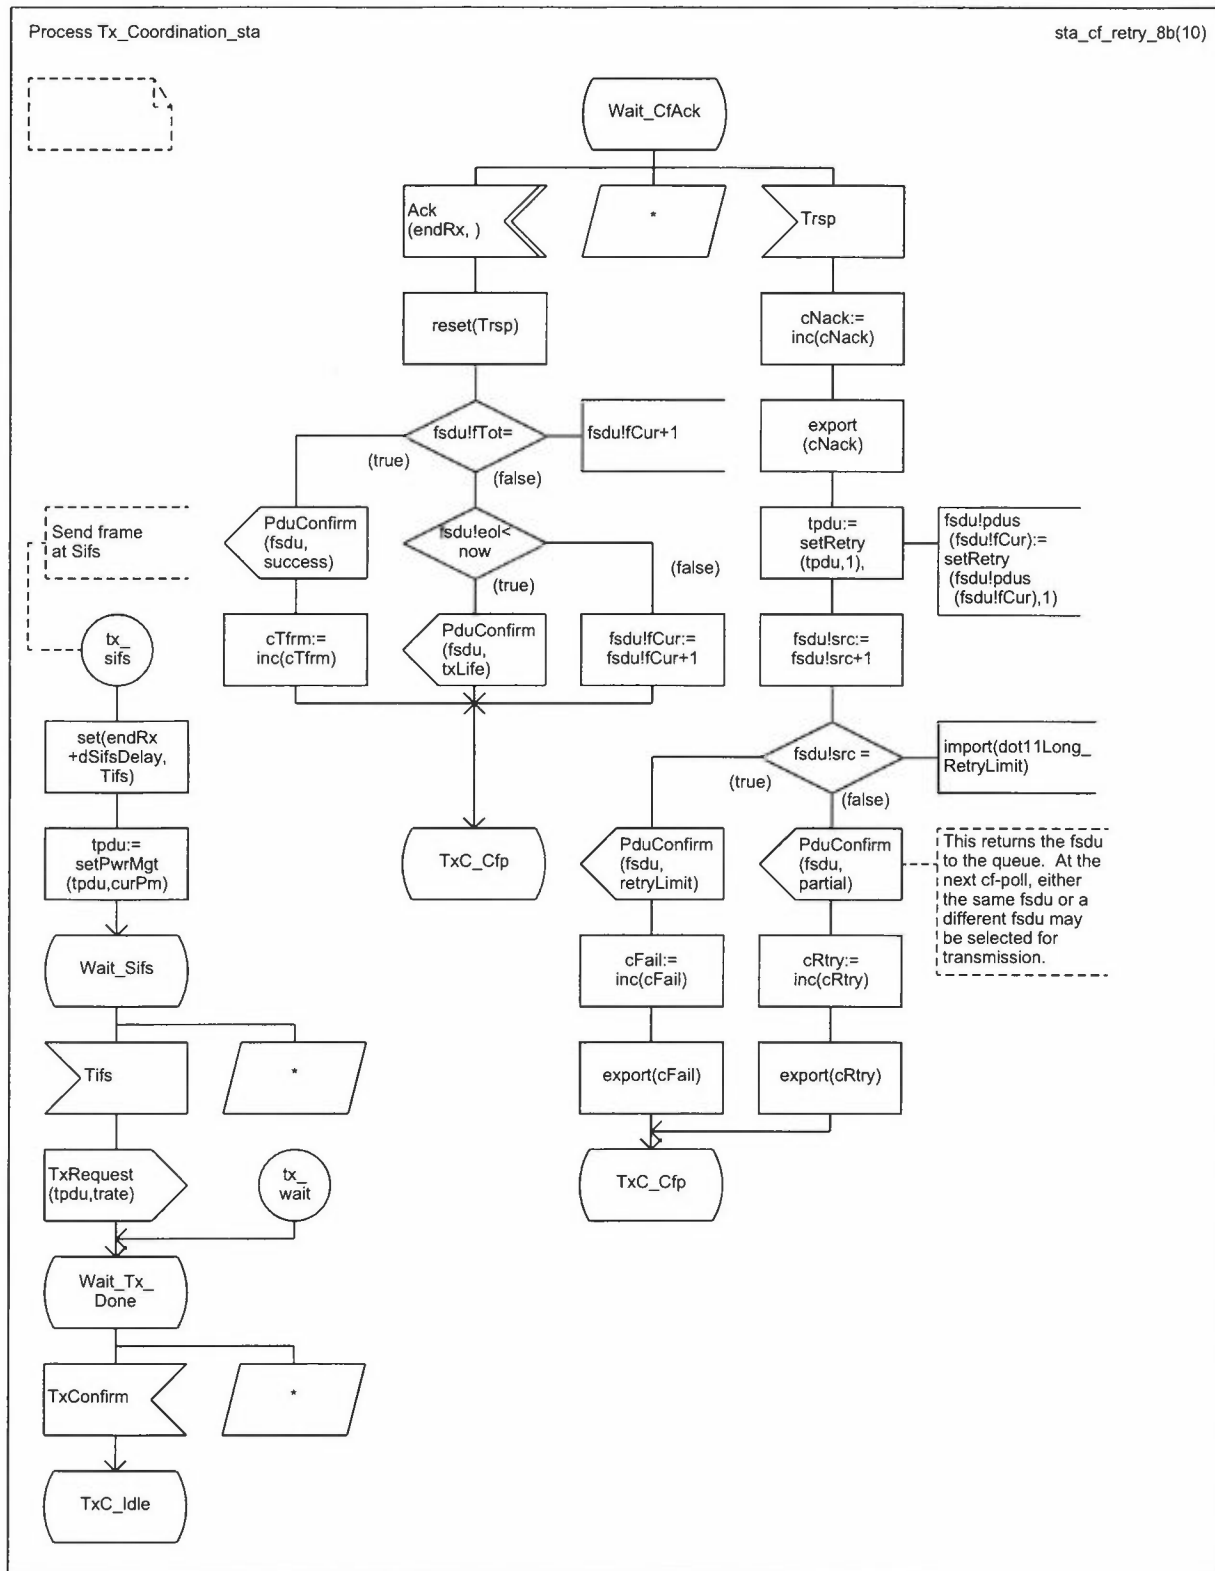 Process Tx_Coordination_sta
sta_cf_retry_8b(10)
Wait_CfAck
Ack
(endRx, )
*
Trsp
reset(Trsp)
cNack:=
inc(cNack)
fsdu!fTot=
fsdu!fCur+1
(true)
(false)
export
(cNack)
Send frame
at Sifs
PduConfirm
(fsdu,
success)
fsdu!eol<
now
(true)
(false)
tpdu:=
setRetry
(tpdu,1),
fsdu!pdus
(fsdu!fCur):=
setRetry
(fsdu!pdus
(fsdu!fCur),1)
tx_
sifs
cTfrm:=
inc(cTfrm)
PduConfirm
(fsdu,
txLife)
fsdu!fCur:=
fsdu!fCur+1
fsdu!src:=
fsdu!src+1
set(endRx
+dSifsDelay,
Tifs)
fsdu!src =
import(dot11Long_
RetryLimit)
(true)
(false)
tpdu:=
setPwrMgt
(tpdu,curPm)
TxC_Cfp
PduConfirm
(fsdu,
retryLimit)
PduConfirm
(fsdu,
partial)
This returns the fsdu
to the queue. At the
next cf-poll, either
the same fsdu or a
different fsdu may
be selected for
transmission.
Wait_Sifs
cFail:=
inc(cFail)
cRtry:=
inc(cRtry)
Tifs
*
export(cFail)
export(cRtry)
TxRequest
(tpdu,trate)
tx_
wait
TxC_Cfp
Wait_Tx_
Done
TxConfirm
*
TxC_Idle